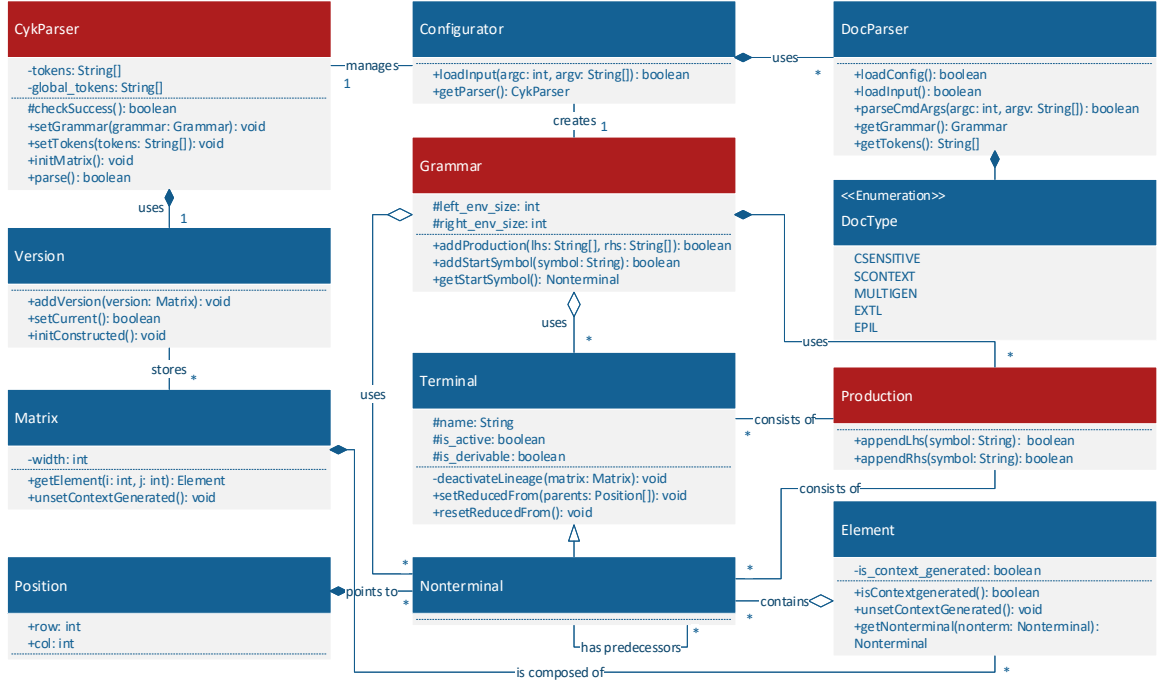 CykParser
-tokens: String[]
-global_tokens: String[]
#checkSuccess(): boolean
+setGrammar(grammar: Grammar): void
+setTokens(tokens: String[]): void
+initMatrix(): void
+parse(): boolean
manages
1
Configurator
+loadInput(argc: int, argv: String[]): boolean
+getParser(): CykParser
uses
*
DocParser
+loadConfig(): boolean
+loadInput(): boolean
+parseCmdArgs(argc: int, argv: String[]): boolean
+getGrammar(): Grammar
+getTokens(): String[]
creates
1
uses
1
Grammar
#left_env_size: int
#right_env_size: int
+addProduction(lhs: String[], rhs: String[]): boolean
+addStartSymbol(symbol: String): boolean
+getStartSymbol(): Nonterminal
<<Enumeration>>
DocType
CSENSITIVE
SCONTEXT
MULTIGEN
EXTL
EPIL
Version
+addVersion(version: Matrix): void
+setCurrent(): boolean
+initConstructed(): void
uses
*
uses
*
stores
*
uses
Terminal
#name: String
#is_active: boolean
#is_derivable: boolean
-deactivateLineage(matrix: Matrix): void
+setReducedFrom(parents: Position[]): void
+resetReducedFrom(): void
consists of
*
Production
+appendLhs(symbol: String): boolean
+appendRhs(symbol: String): boolean
Matrix
-width: int
+getElement(i: int, j: int): Element
+unsetContextGenerated(): void
consists of
*
Element
-is_context_generated: boolean
+isContextgenerated(): boolean
+unsetContextGenerated(): void
+getNonterminal(nonterm: Nonterminal):
Nonterminal
Position
+row: int
+col: int
*
points to
*
Nonterminal
contains
*
has predecessors
*
is composed of
*